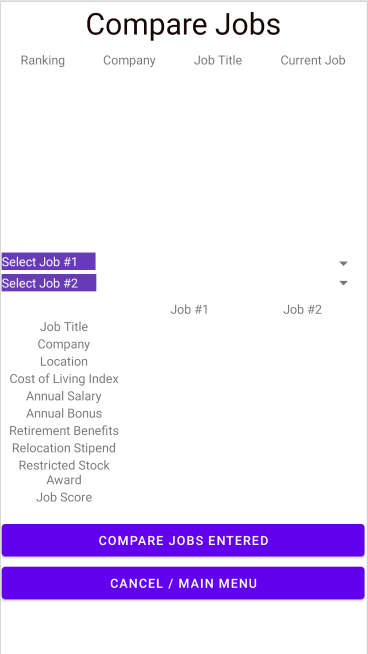 Compare Jobs
Ranking Company Job Title Current Job
Select Job #1
Select Job #2
Job #1 Job #2
Job Title
Company
Location
Cost of Living Index
Annual Salary
Annual Bonus
Retirement Benefits
Relocation Stipend
Restricted Stock
Award
Job Score
COMPARE JOBS ENTERED
CANCEL / MAIN MENU